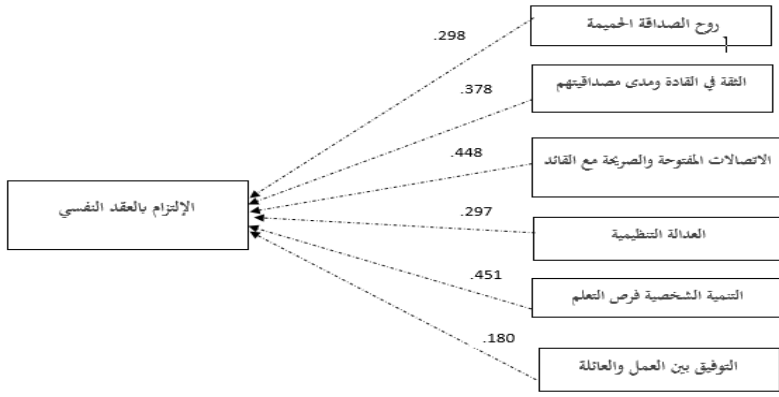 روح الصداقة الحميمة
.298
الثقة في القادة ومدى مصداقيتهم
.378
الاتصالات المفتوحة والصريحة مع القائد
.448
الإلتزام بالعقد النفسي
العدالة التنظيمية
.297
التنمية الشخصية فرص التعلم
.451
التوفيق بين العمل والعائلة
.180